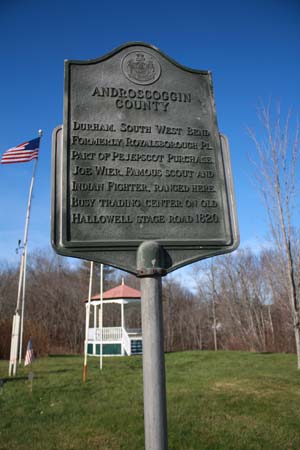 ANDROSCOGGIN
COUNTY
DURHAM, SOUTH WEST BEND
FORMERLY ROYALSBOROUGH PL.
PART OF PEJEPSCOT PURCHASE.
JOE WIER, FAMOUS SCOUT AND
INDIAN FIGHTER, RANGED HERE.
BUSY TRADING CENTER ON OLD
HALLOWELL STAGE ROAD 1820.